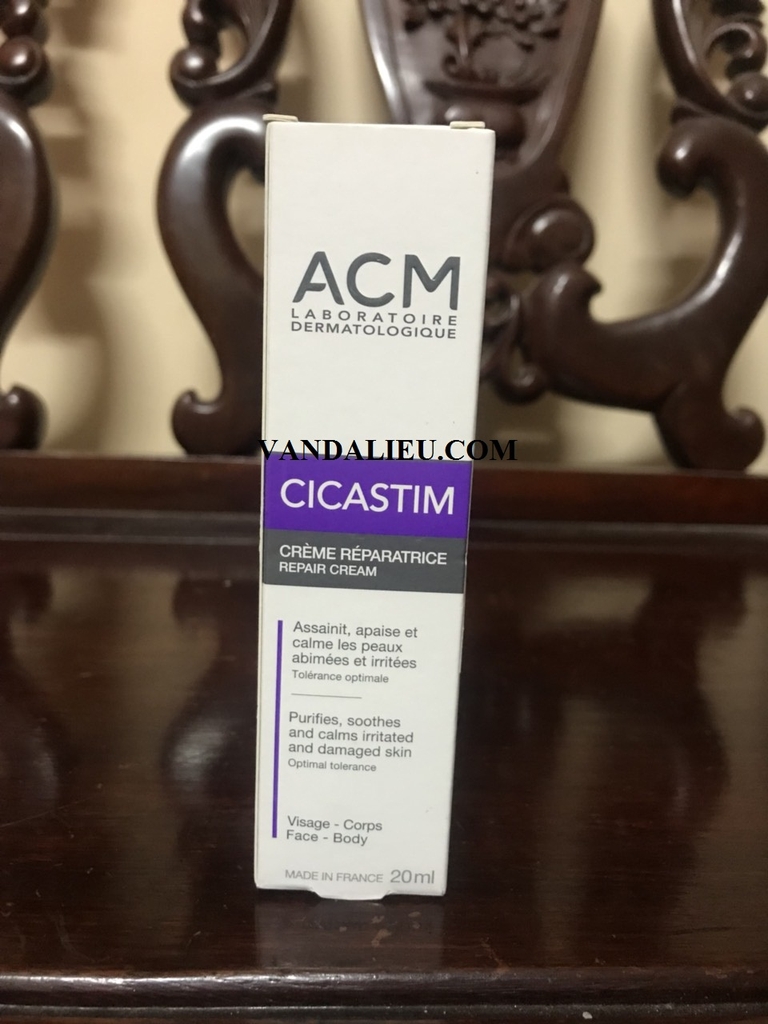 ACM
LABORATOIRE
DERMATOLOGIQUE
VANDALIEU.COM
CICASTIM
CRÈME RÉPARATRICE
REPAIR CREAM
Assainit, apaise et
calme les peaux
abimées et irritées
Tolérance optimale
Purifies, soothes
and calms irritated
and damaged skin
Optimal tolerance
Visage - Corps
Face - Body
MADE IN FRANCE 20ml